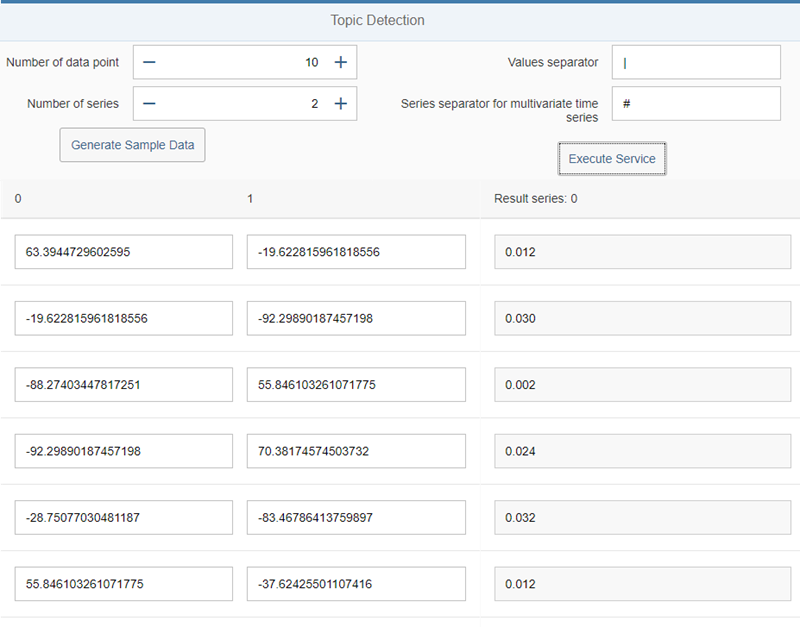 Topic Detection
Number of data point — 10 + Values separator |
Number of series — 2 + Series separator for multivariate time series #
Generate Sample Data Execute Service
0 1 Result series: 0
63.3944729602595 -19.622815961818556 0.012
-19.622815961818556 -92.29890187457198 0.030
-88.27403447817251 55.846103261071775 0.002
-92.29890187457198 70.38174574503732 0.024
-28.75077030481187 -83.46786413759897 0.032
55.846103261071775 -37.62425501107416 0.012